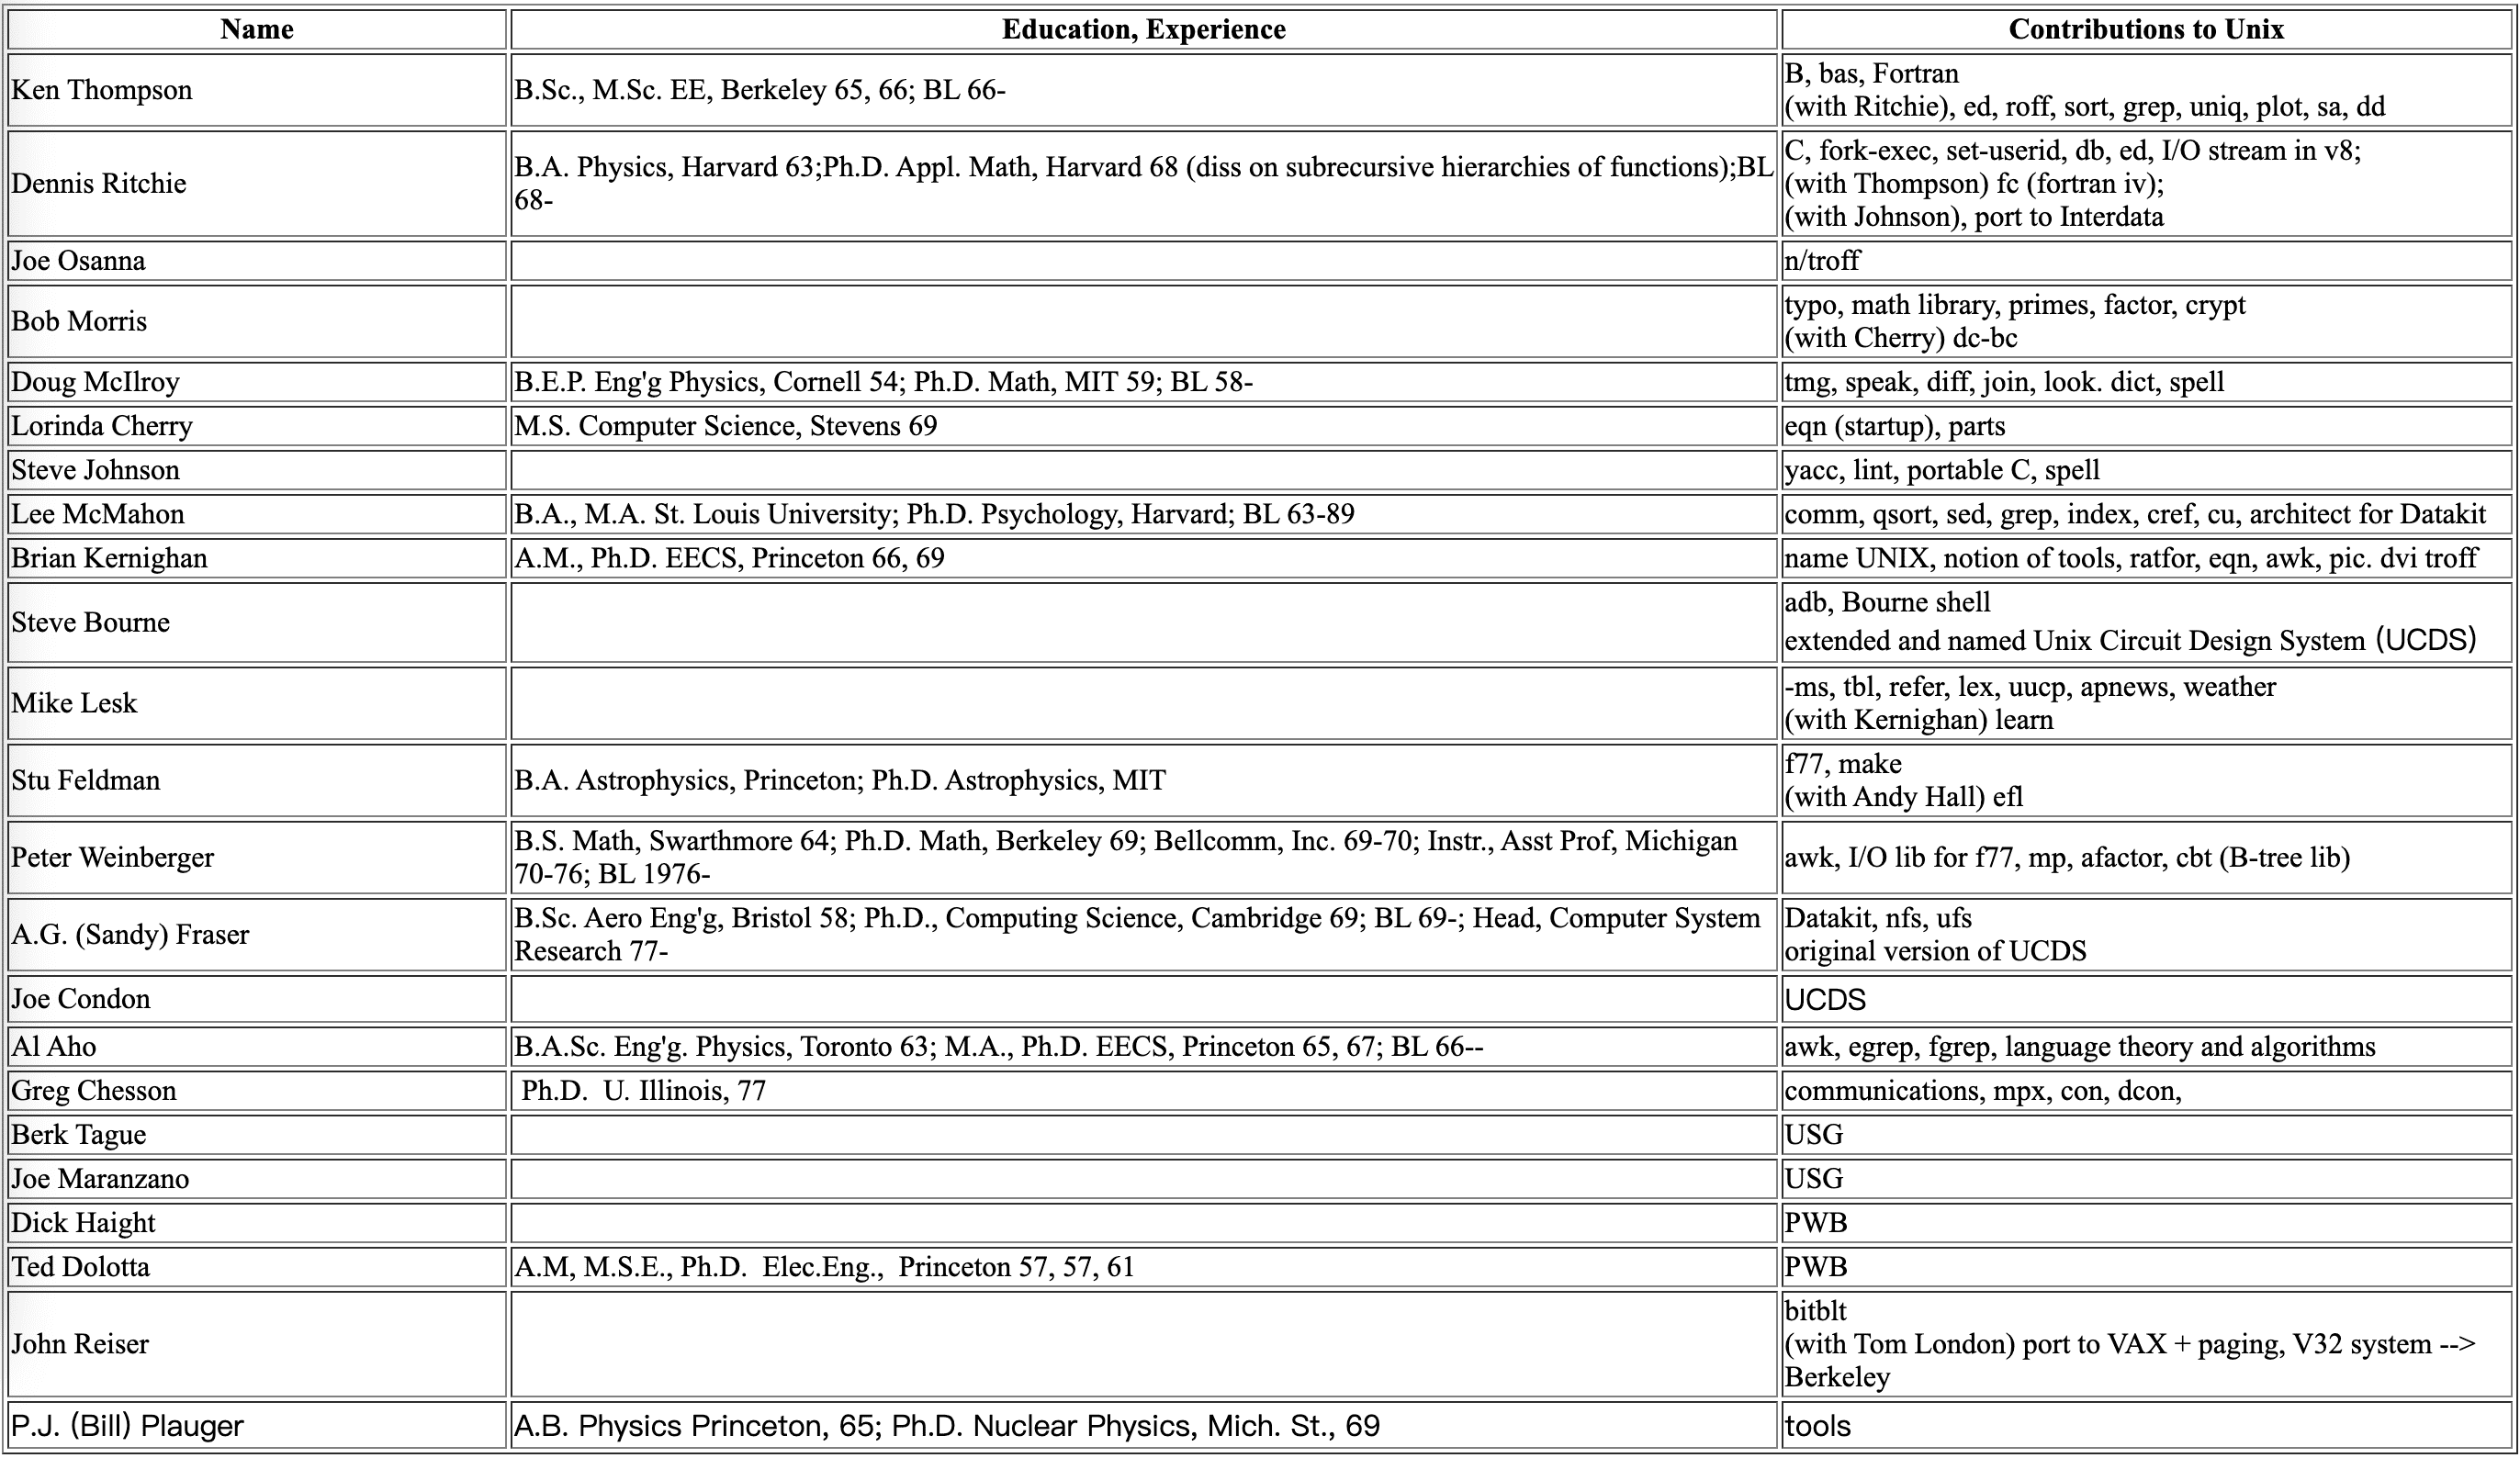 Name Education, Experience Contributions to Unix
Ken Thompson B.Sc., M.Sc. EE, Berkeley 65, 66; BL 66- B, bas, Fortran
(with Ritchie), ed, roff, sort, grep, uniq, plot, sa, dd
Dennis Ritchie B.A. Physics, Harvard 63;Ph.D. Appl. Math, Harvard 68 (diss on subrecursive hierarchies of functions);BL
68- C, fork-exec, set-userid, db, ed, I/O stream in v8;
(with Thompson) fc (fortran iv);
(with Johnson), port to Interdata
Joe Osanna n/troff
Bob Morris typo, math library, primes, factor, crypt
(with Cherry) dc-bc
Doug McIlroy B.E.P. Eng'g Physics, Cornell 54; Ph.D. Math, MIT 59; BL 58- tmg, speak, diff, join, look. dict, spell
Lorinda Cherry M.S. Computer Science, Stevens 69 eqn (startup), parts
Steve Johnson yacc, lint, portable C, spell
Lee McMahon B.A., M.A. St. Louis University; Ph.D. Psychology, Harvard; BL 63-89 comm, qsort, sed, grep, index, cref, cu, architect for Datakit
Brian Kernighan A.M., Ph.D. EECS, Princeton 66, 69 name UNIX, notion of tools, ratfor, eqn, awk, pic. dvi troff
Steve Bourne adb, Bourne shell
extended and named Unix Circuit Design System (UCDS)
Mike Lesk -ms, tbl, refer, lex, uucp, apnews, weather
(with Kernighan) learn
Stu Feldman B.A. Astrophysics, Princeton; Ph.D. Astrophysics, MIT f77, make
(with Andy Hall) efl
Peter Weinberger B.S. Math, Swarthmore 64; Ph.D. Math, Berkeley 69; Bellcomm, Inc. 69-70; Instr., Asst Prof, Michigan
70-76; BL 1976- awk, I/O lib for f77, mp, afactor, cbt (B-tree lib)
A.G. (Sandy) Fraser B.Sc. Aero Eng'g, Bristol 58; Ph.D., Computing Science, Cambridge 69; BL 69-; Head, Computer System
Research 77- Datakit, nfs, ufs
original version of UCDS
Joe Condon UCDS
Al Aho B.A.Sc. Eng'g. Physics, Toronto 63; M.A., Ph.D. EECS, Princeton 65, 67; BL 66-- awk, egrep, fgrep, language theory and algorithms
Greg Chesson Ph.D. U. Illinois, 77 communications, mpx, con, dcon,
Berk Tague USG
Joe Maranzano USG
Dick Haight PWB
Ted Dolotta A.M, M.S.E., Ph.D. Elec.Eng., Princeton 57, 57, 61 PWB
John Reiser bitblt
(with Tom London) port to VAX + paging, V32 system -->
Berkeley
P.J. (Bill) Plauger A.B. Physics Princeton, 65; Ph.D. Nuclear Physics, Mich. St., 69 tools